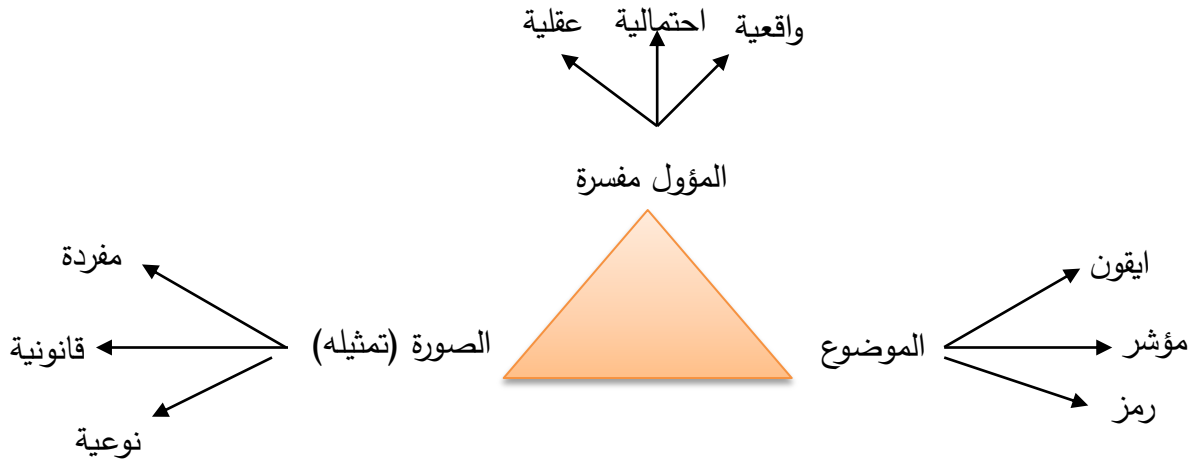 واقعية احتمالية عقلية
المؤول مفسرة
ايقون
مؤشر
رمز
الموضوع
الصورة (تمثيله)
مفردة
قانونية
نوعية